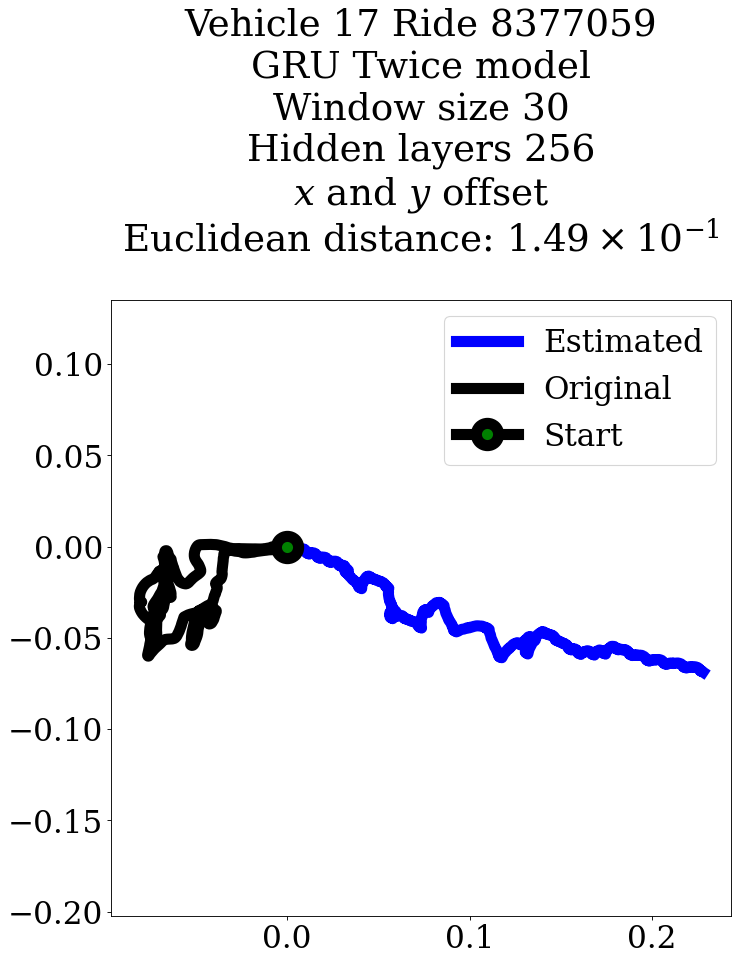 Vehicle 17 Ride 8377059
GRU Twice model
Window size 30
Hidden layers 256
x and y offset
Euclidean distance: 1.49 × 10⁻¹
Estimated
Original
Start
0.10
0.05
0.00
−0.05
−0.10
−0.15
−0.20
0.0 0.1 0.2